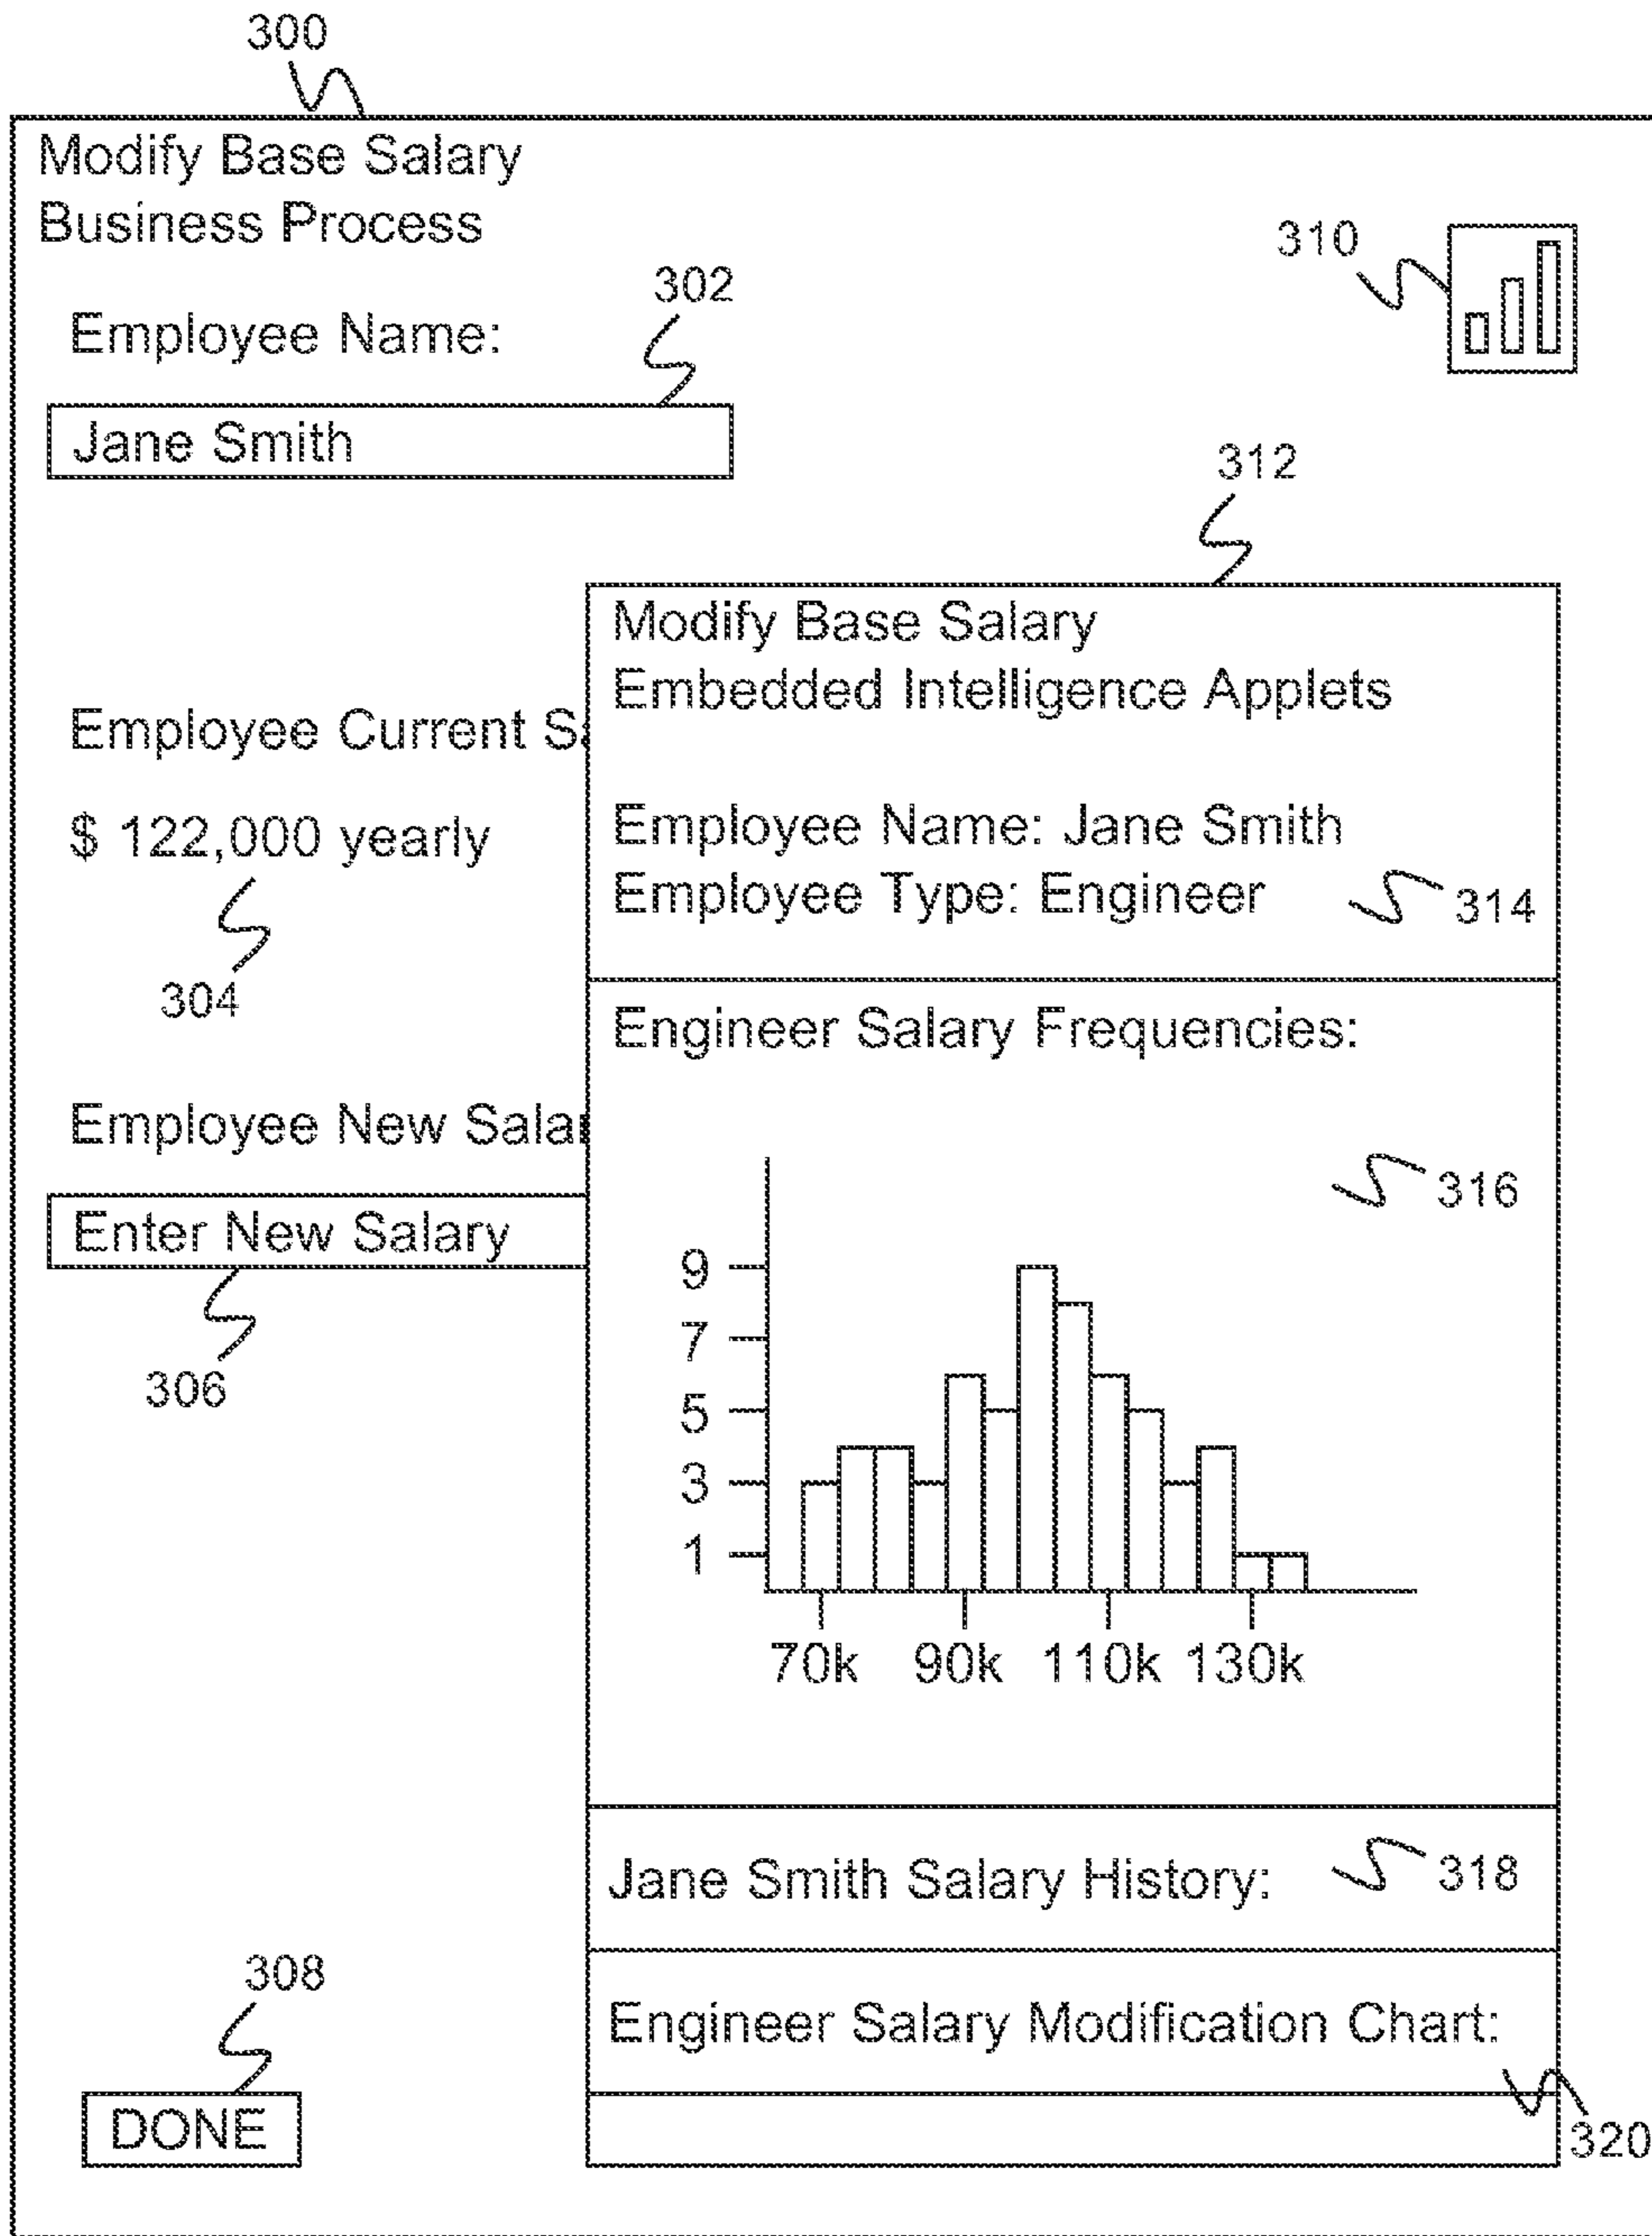 300
Modify Base Salary
Business Process
310
302
Employee Name:
Jane Smith
312
Modify Base Salary
Embedded Intelligence Applets
Employee Current Sa
$ 122,000 yearly
304
Employee Name: Jane Smith
Employee Type: Engineer
314
Engineer Salary Frequencies:
Employee New Salar
Enter New Salary
306
316
9
7
5
3
1
70k 90k 110k 130k
Jane Smith Salary History:
318
Engineer Salary Modification Chart:
320
308
DONE